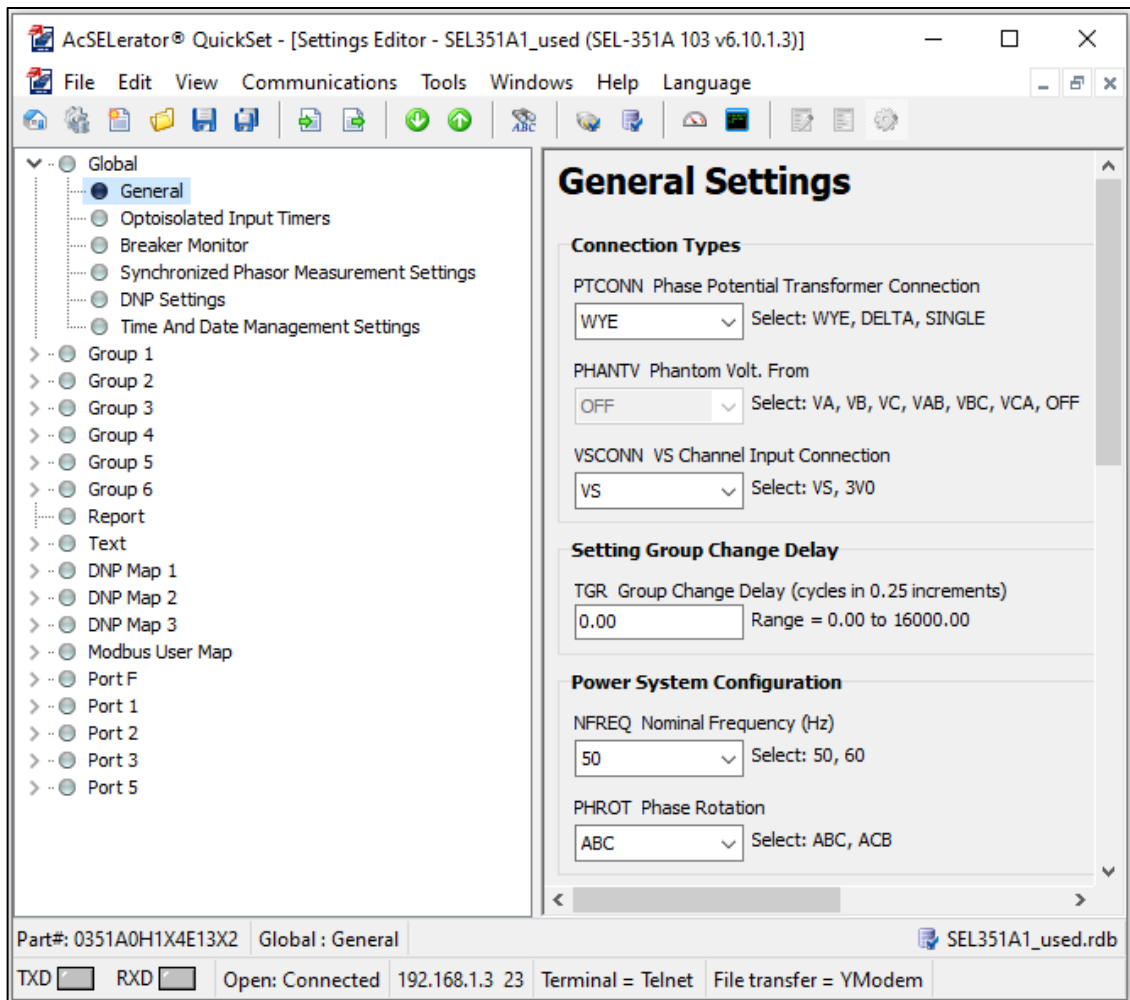 AcSELerator® QuickSet - [Settings Editor - SEL351A1_used (SEL-351A 103 v6.10.1.3)]
File Edit View Communications Tools Windows Help Language
ABC
Global
General
Optoisolated Input Timers
Breaker Monitor
Synchronized Phasor Measurement Settings
DNP Settings
Time And Date Management Settings
Group 1
Group 2
Group 3
Group 4
Group 5
Group 6
Report
Text
DNP Map 1
DNP Map 2
DNP Map 3
Modbus User Map
Port F
Port 1
Port 2
Port 3
Port 5
General Settings
Connection Types
PTCONN Phase Potential Transformer Connection
WYE Select: WYE, DELTA, SINGLE
PHANTV Phantom Volt. From
OFF Select: VA, VB, VC, VAB, VBC, VCA, OFF
VSCONN VS Channel Input Connection
VS Select: VS, 3V0
Setting Group Change Delay
TGR Group Change Delay (cycles in 0.25 increments)
0.00 Range = 0.00 to 16000.00
Power System Configuration
NFREQ Nominal Frequency (Hz)
50 Select: 50, 60
PHROT Phase Rotation
ABC Select: ABC, ACB
Part#: 0351A0H1X4E13X2 Global : General SEL351A1_used.rdb
TXD RXD Open: Connected 192.168.1.3 23 Terminal = Telnet File transfer = YModem